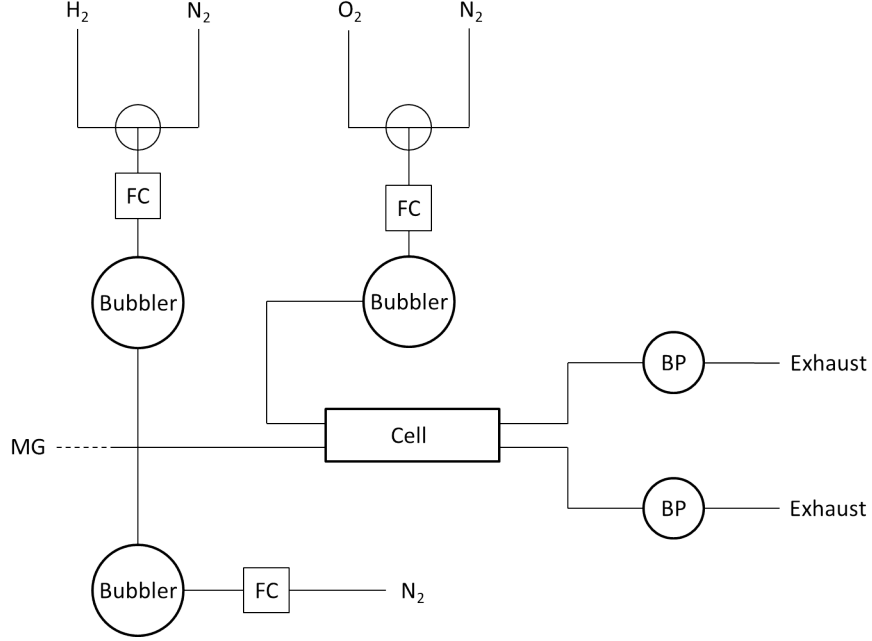 H₂ N₂ O₂ N₂
FC
FC
Bubbler
Bubbler
BP Exhaust
Cell
MG
BP Exhaust
Bubbler FC N₂